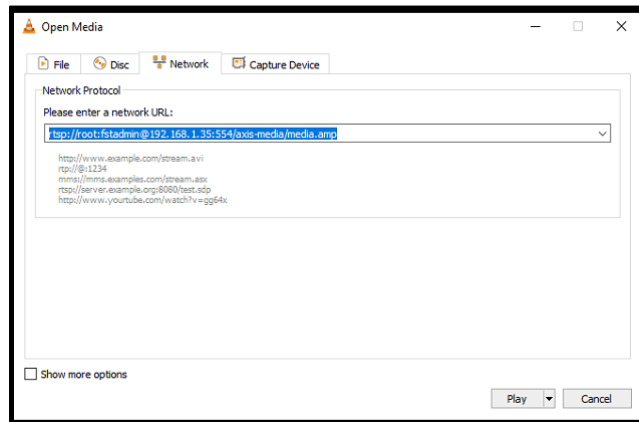 Open Media
File Disc Network Capture Device
Network Protocol
Please enter a network URL:
rtsp://root:fstadmin@192.168.1.35:554/axis-media/media.amp
http://www.example.com/stream.avi
rtp://@:1234
mms://mms.examples.com/stream.asx
rtsp://server.example.org:8080/test.sdp
http://www.yourtube.com/watch?v=gg64x
Show more options
Play Cancel